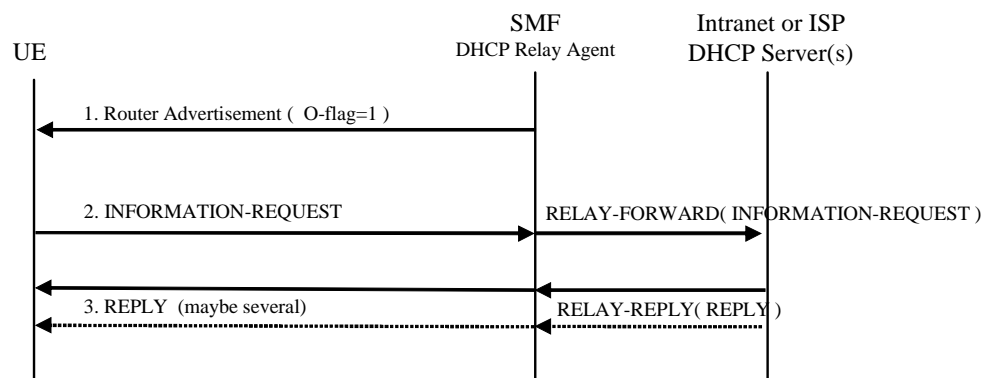 SMF
DHCP Relay Agent
Intranet or ISP
DHCP Server(s)
UE
1. Router Advertisement ( O-flag=1 )
2. INFORMATION-REQUEST
RELAY-FORWARD( INFORMATION-REQUEST )
3. REPLY (maybe several)
RELAY-REPLY( REPLY )